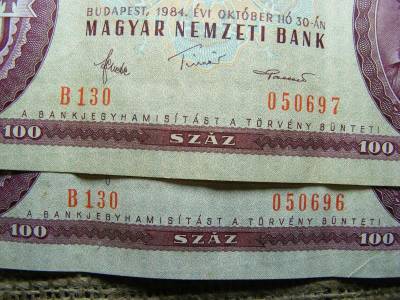 BUDAPEST, 1984. ÉVI OKTÓBER HÓ 30-ÁN
MAGYAR NEMZETI BANK
B 130 050697
A BANKJEGYHAMISÍTÁST A TÖRVÉNY BÜNTETI
100 SZÁZ 100
B 130 050696
A BANKJEGYHAMISÍTÁST A TÖRVÉNY BÜNTETI
100 SZÁZ 100